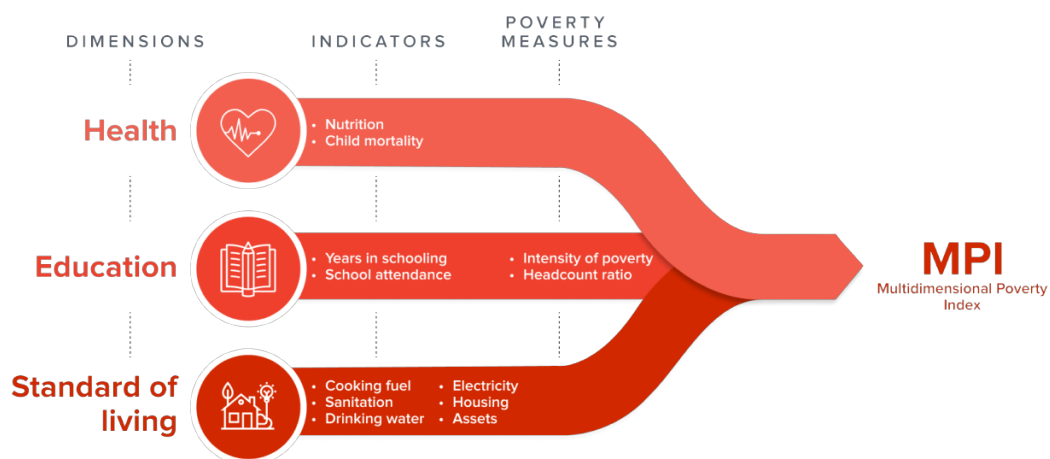 DIMENSIONS
INDICATORS
POVERTY
MEASURES
Health
• Nutrition
• Child mortality
Education
• Years in schooling
• School attendance
• Intensity of poverty
• Headcount ratio
Standard of
living
• Cooking fuel
• Sanitation
• Drinking water
• Electricity
• Housing
• Assets
MPI
Multidimensional Poverty
Index